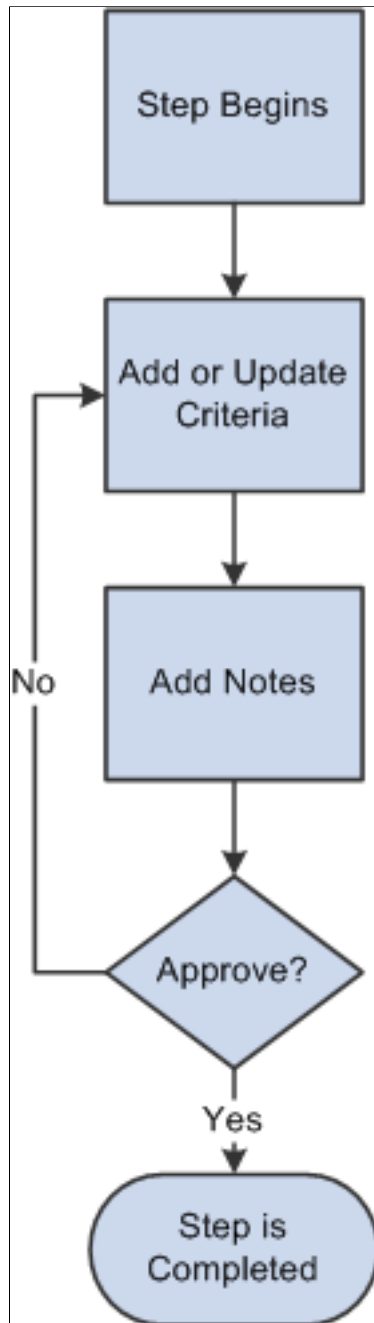 Step Begins
Add or Update
Criteria
Add Notes
No
Approve?
Yes
Step is
Completed